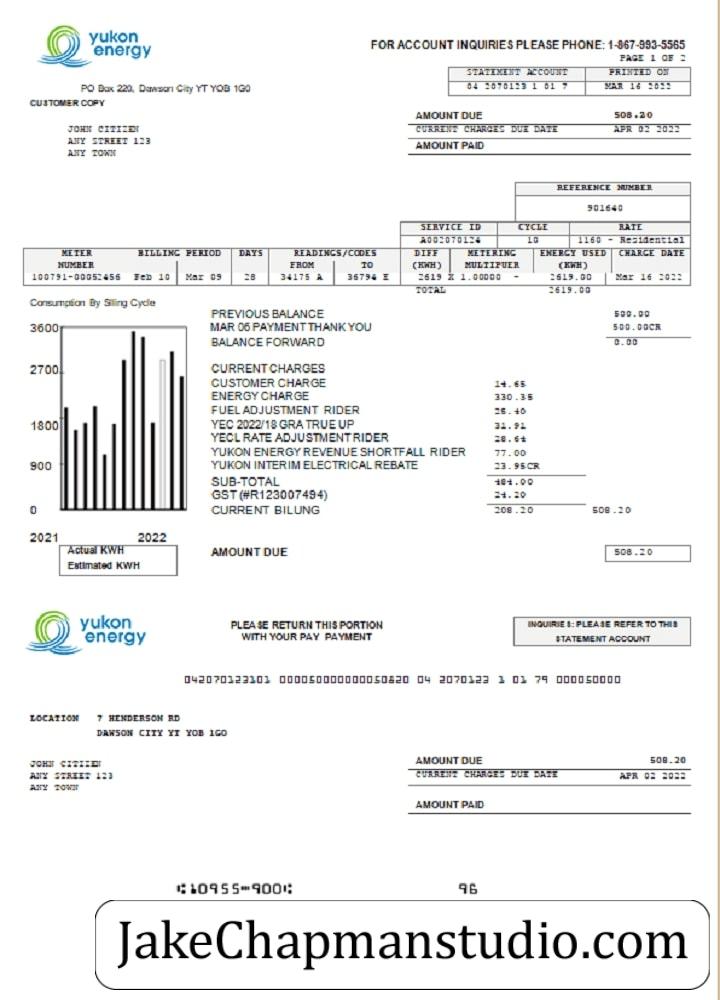 yukon
energy
FOR ACCOUNT INQUIRIES PLEASE PHONE: 1-867-993-5565
PAGE 1 OF 2
STATEMENT ACCOUNT PRINTED ON
04 2070123 1 01 7 MAR 16 2022
PO Box 220, Dawson City YT YOB 1G0
CUSTOMER COPY
AMOUNT DUE 508.20
CURRENT CHARGES DUE DATE APR 02 2022
AMOUNT PAID
JOHN CITIZEN
ANY STREET 123
ANY TOWN
REFERENCE NUMBER
901640
SERVICE ID CYCLE RATE
A002070124 10 1160 - Residential
METER NUMBER BILLING PERIOD DAYS READINGS/CODES FROM TO DIFF (KWH) METERING MULTIPUER ENERGY USED (KWH) CHARGE DATE
100791-00052456 Feb 10 Mar 09 28 34175 A 36794 E 2619 X 1.00000 - 2619.00 Mar 16 2022
TOTAL 2619.00
Consumption By Silling Cycle
3600
2700
1800
900
0
2021 2022
Actual KWH
Estimated KWH
PREVIOUS BALANCE 500.00
MAR 06 PAYMENT THANK YOU 500.00CR
BALANCE FORWARD 0.00
CURRENT CHARGES
CUSTOMER CHARGE 14.65
ENERGY CHARGE 330.35
FUEL ADJUSTMENT RIDER 25.40
YEC 2022/18 GRA TRUE UP 31.91
YECL RATE ADJUSTMENT RIDER 28.64
YUKON ENERGY REVENUE SHORTFALL RIDER 77.00
YUKON INTERIM ELECTRICAL REBATE 23.95CR
SUB-TOTAL 484.00
GST (#R123007494) 24.20
CURRENT BILUNG 208.20 508.20
AMOUNT DUE 508.20
yukon
energy
PLEASE RETURN THIS PORTION
WITH YOUR PAY PAYMENT
INQUIRIES: PLEASE REFER TO THIS
STATEMENT ACCOUNT
042070123101 0000500000000050820 04 2070123 1 01 79 000050000
LOCATION 7 HENDERSON RD
DAWSON CITY YT YOB 1GO
JOHN CITIZEN
ANY STREET 123
ANY TOWN
AMOUNT DUE 508.20
CURRENT CHARGES DUE DATE APR 02 2022
AMOUNT PAID
⑆10955⑉900⑆ 96
JakeChapmanstudio.com